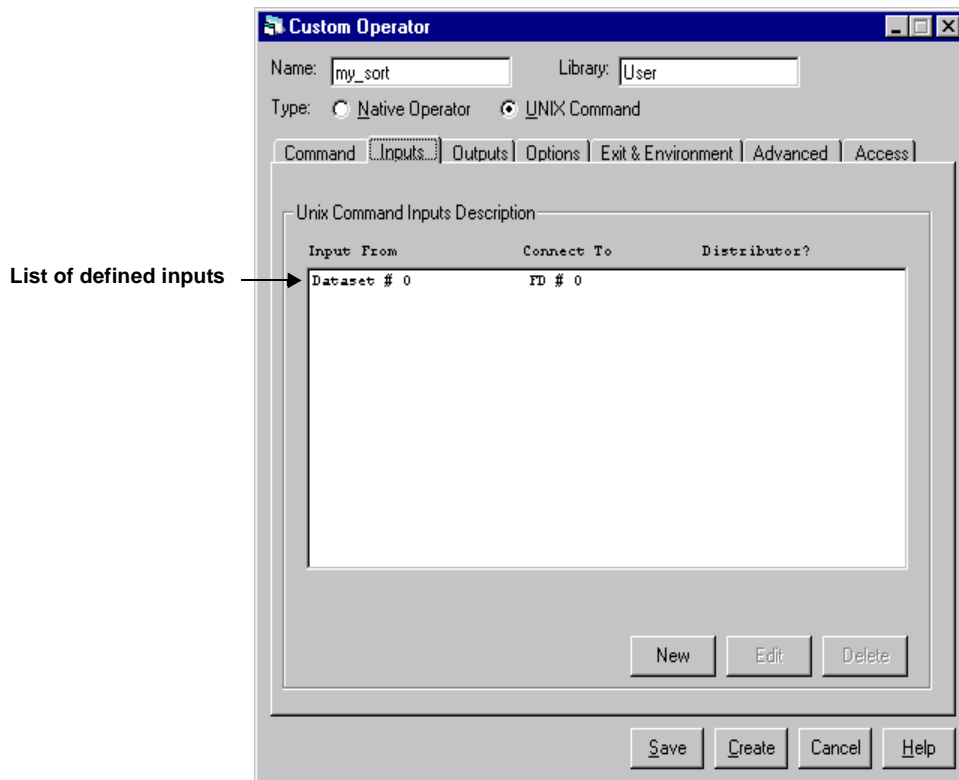 Custom Operator
Name: my_sort Library: User
Type: Native Operator UNIX Command
Command Inputs Outputs Options Exit & Environment Advanced Access
Unix Command Inputs Description
Input From Connect To Distributor?
List of defined inputs
Dataset # 0 FD # 0
New Edit Delete
Save Create Cancel Help